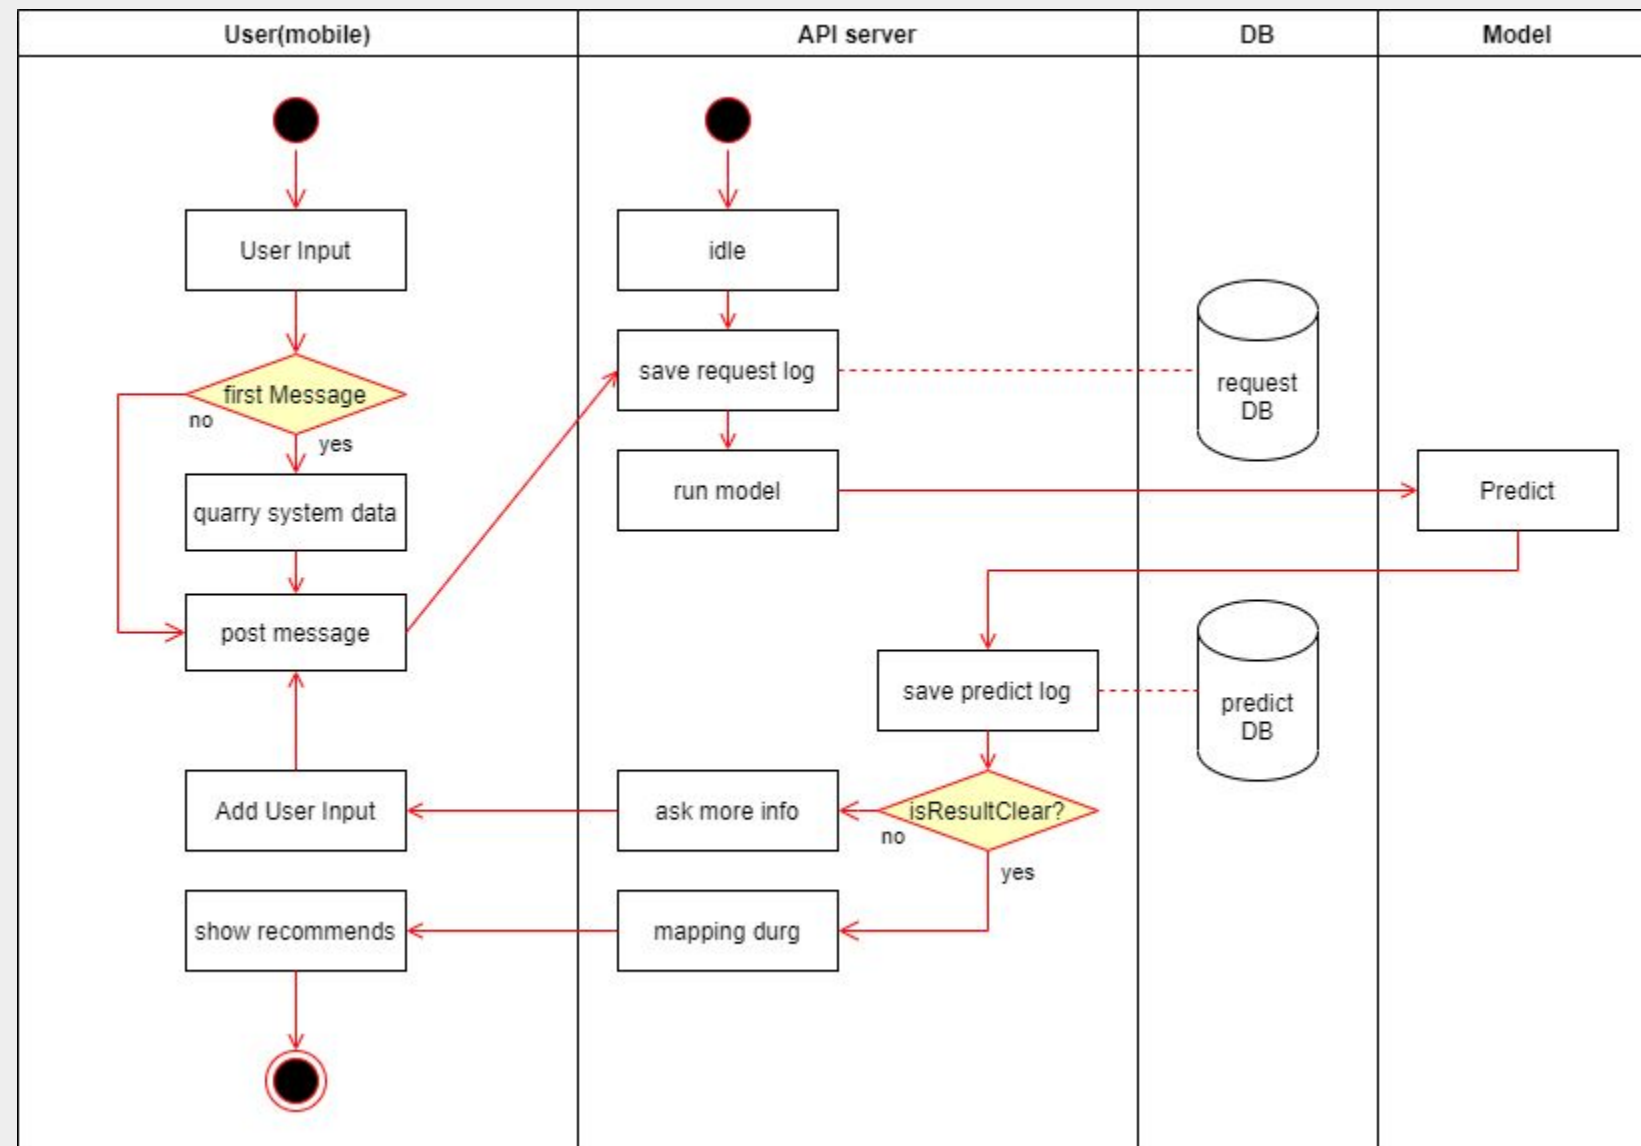 User(mobile)
API server
DB
Model
User Input
idle
first Message
no
yes
save request log
request
DB
quarry system data
run model
Predict
post message
save predict log
predict
DB
Add User Input
ask more info
isResultClear?
no
yes
show recommends
mapping durg